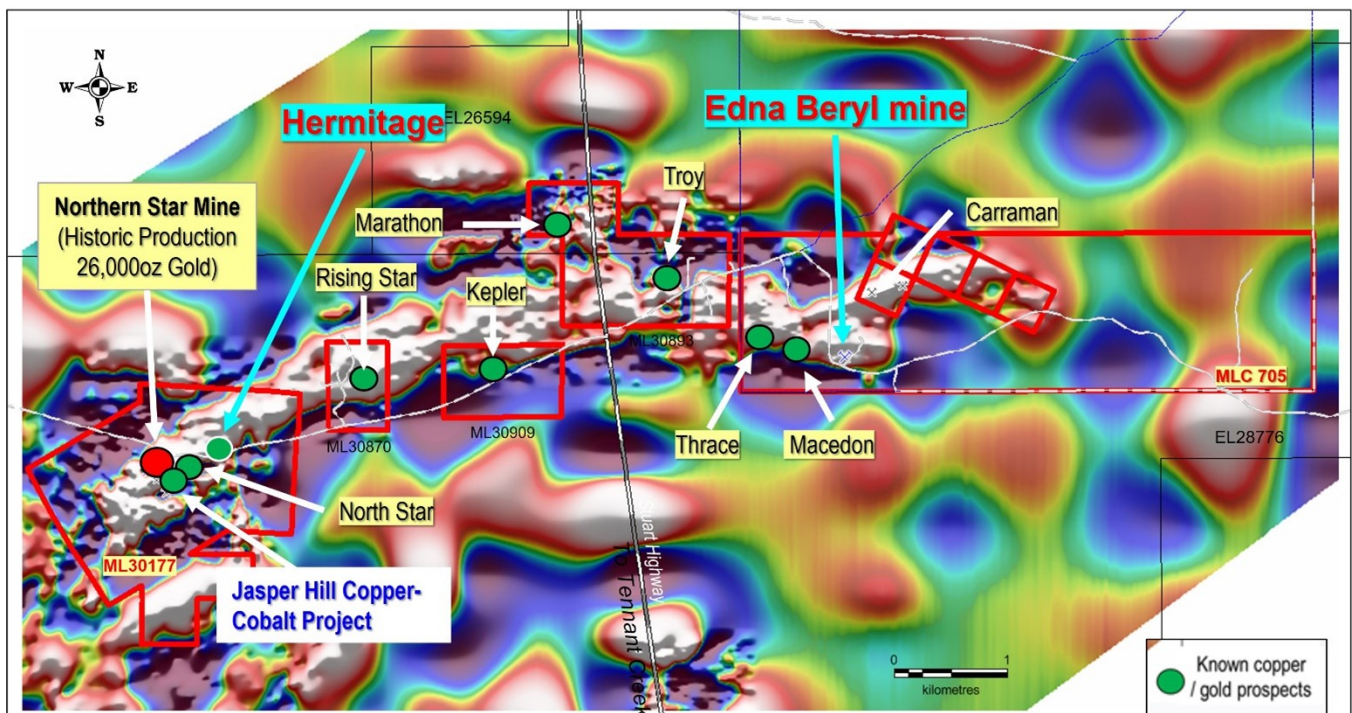 N
W
E
S
Hermitage
EL26594
Edna Beryl mine
Troy
Northern Star Mine
(Historic Production
26,000oz Gold)
Marathon
Carraman
Rising Star
Kepler
ML30893
MLC 705
Thrace
Macedon
EL28776
ML30870
ML30909
North Star
ML30177
Jasper Hill Copper-
Cobalt Project
Stuart Highway
To Tennant Creek
0
1
kilometres
Known copper
/ gold prospects